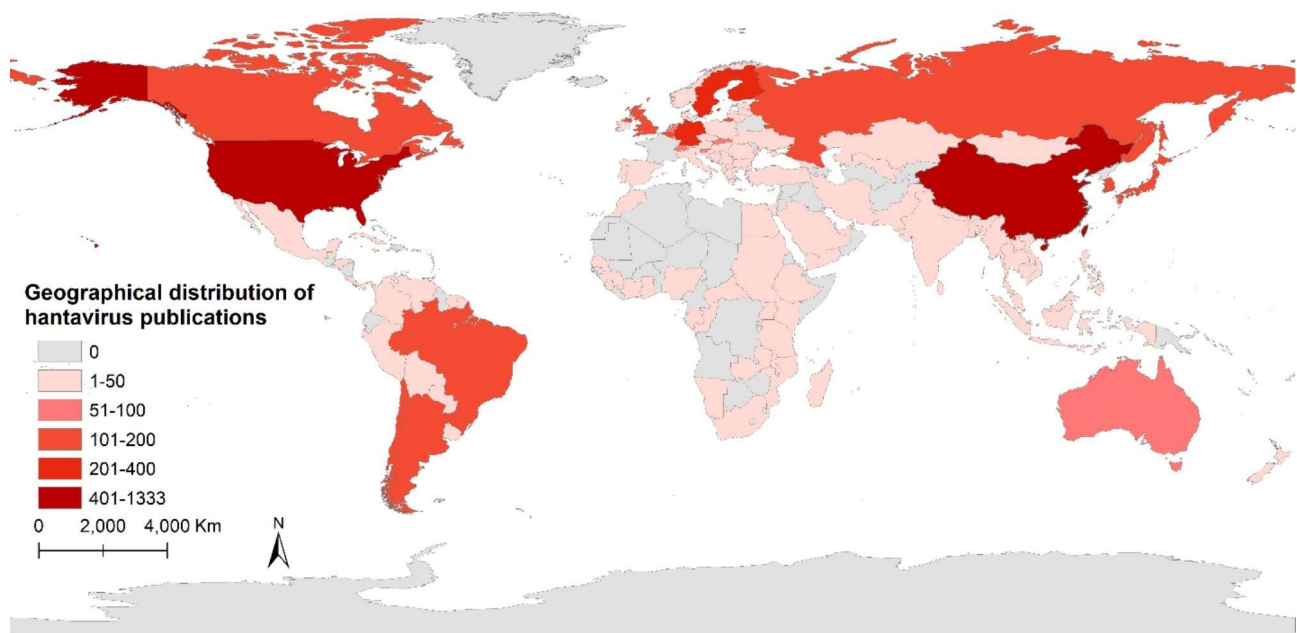 Geographical distribution of
hantavirus publications
0
1-50
51-100
101-200
201-400
401-1333
0 2,000 4,000 Km
N